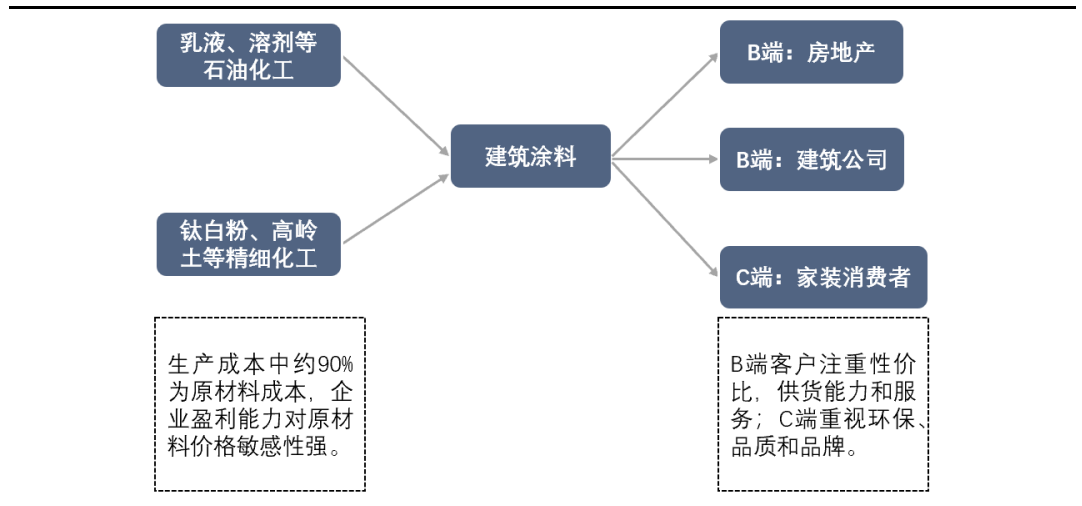 乳液、溶剂等
石油化工
钛白粉、高岭
土等精细化工
建筑涂料
B端：房地产
B端：建筑公司
C端：家装消费者
生产成本中约90%
为原材料成本，企
业盈利能力对原材
料价格敏感性强。
B端客户注重性价
比，供货能力和服
务；C端重视环保、
品质和品牌。